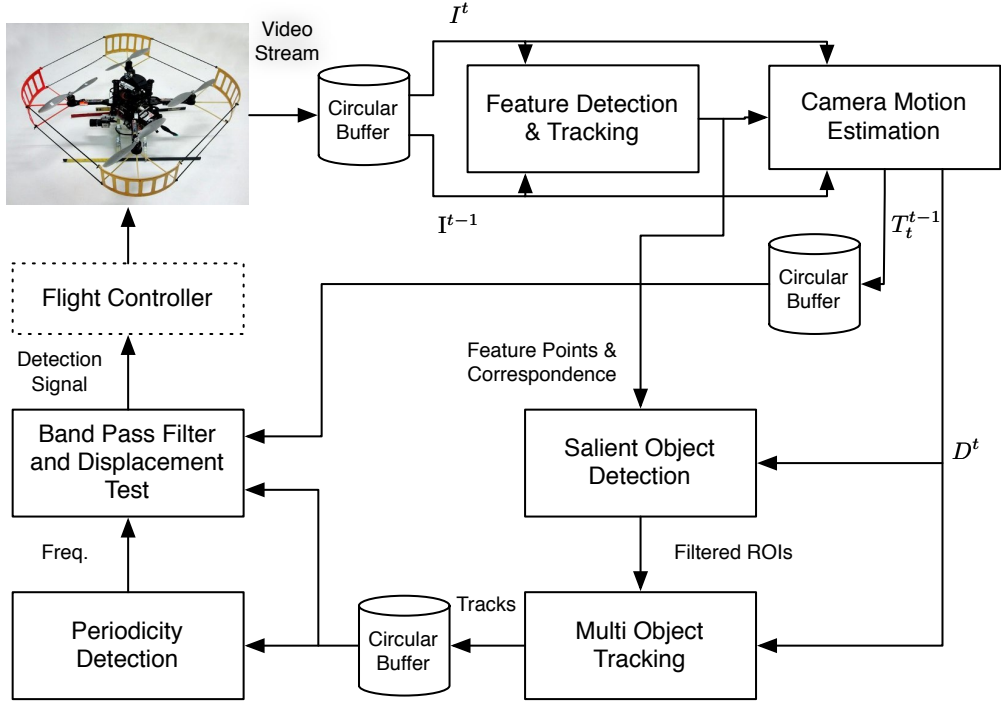 Video
Stream
I^t
Circular
Buffer
Feature Detection
& Tracking
Camera Motion
Estimation
I^{t−1}
T_t^{t−1}
Circular
Buffer
Flight Controller
Detection
Signal
Feature Points &
Correspondence
Band Pass Filter
and Displacement
Test
Salient Object
Detection
D^t
Freq.
Filtered ROIs
Periodicity
Detection
Circular
Buffer
Tracks
Multi Object
Tracking